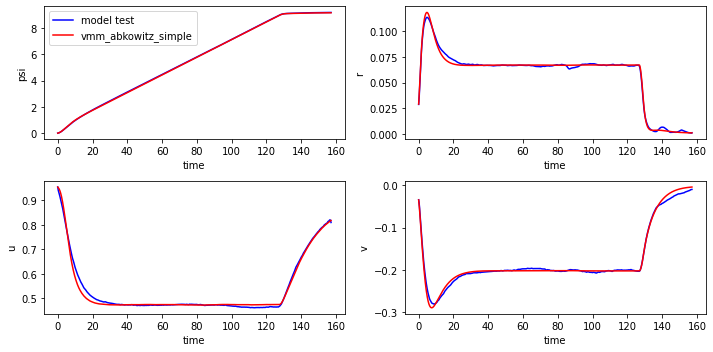 model test
vmm_abkowitz_simple
8
6
4
2
0
psi
0 20 40 60 80 100 120 140 160
time
0.100
0.075
0.050
0.025
0.000
r
0 20 40 60 80 100 120 140 160
time
0.9
0.8
0.7
0.6
0.5
u
0 20 40 60 80 100 120 140 160
time
0.0
−0.1
−0.2
−0.3
v
0 20 40 60 80 100 120 140 160
time